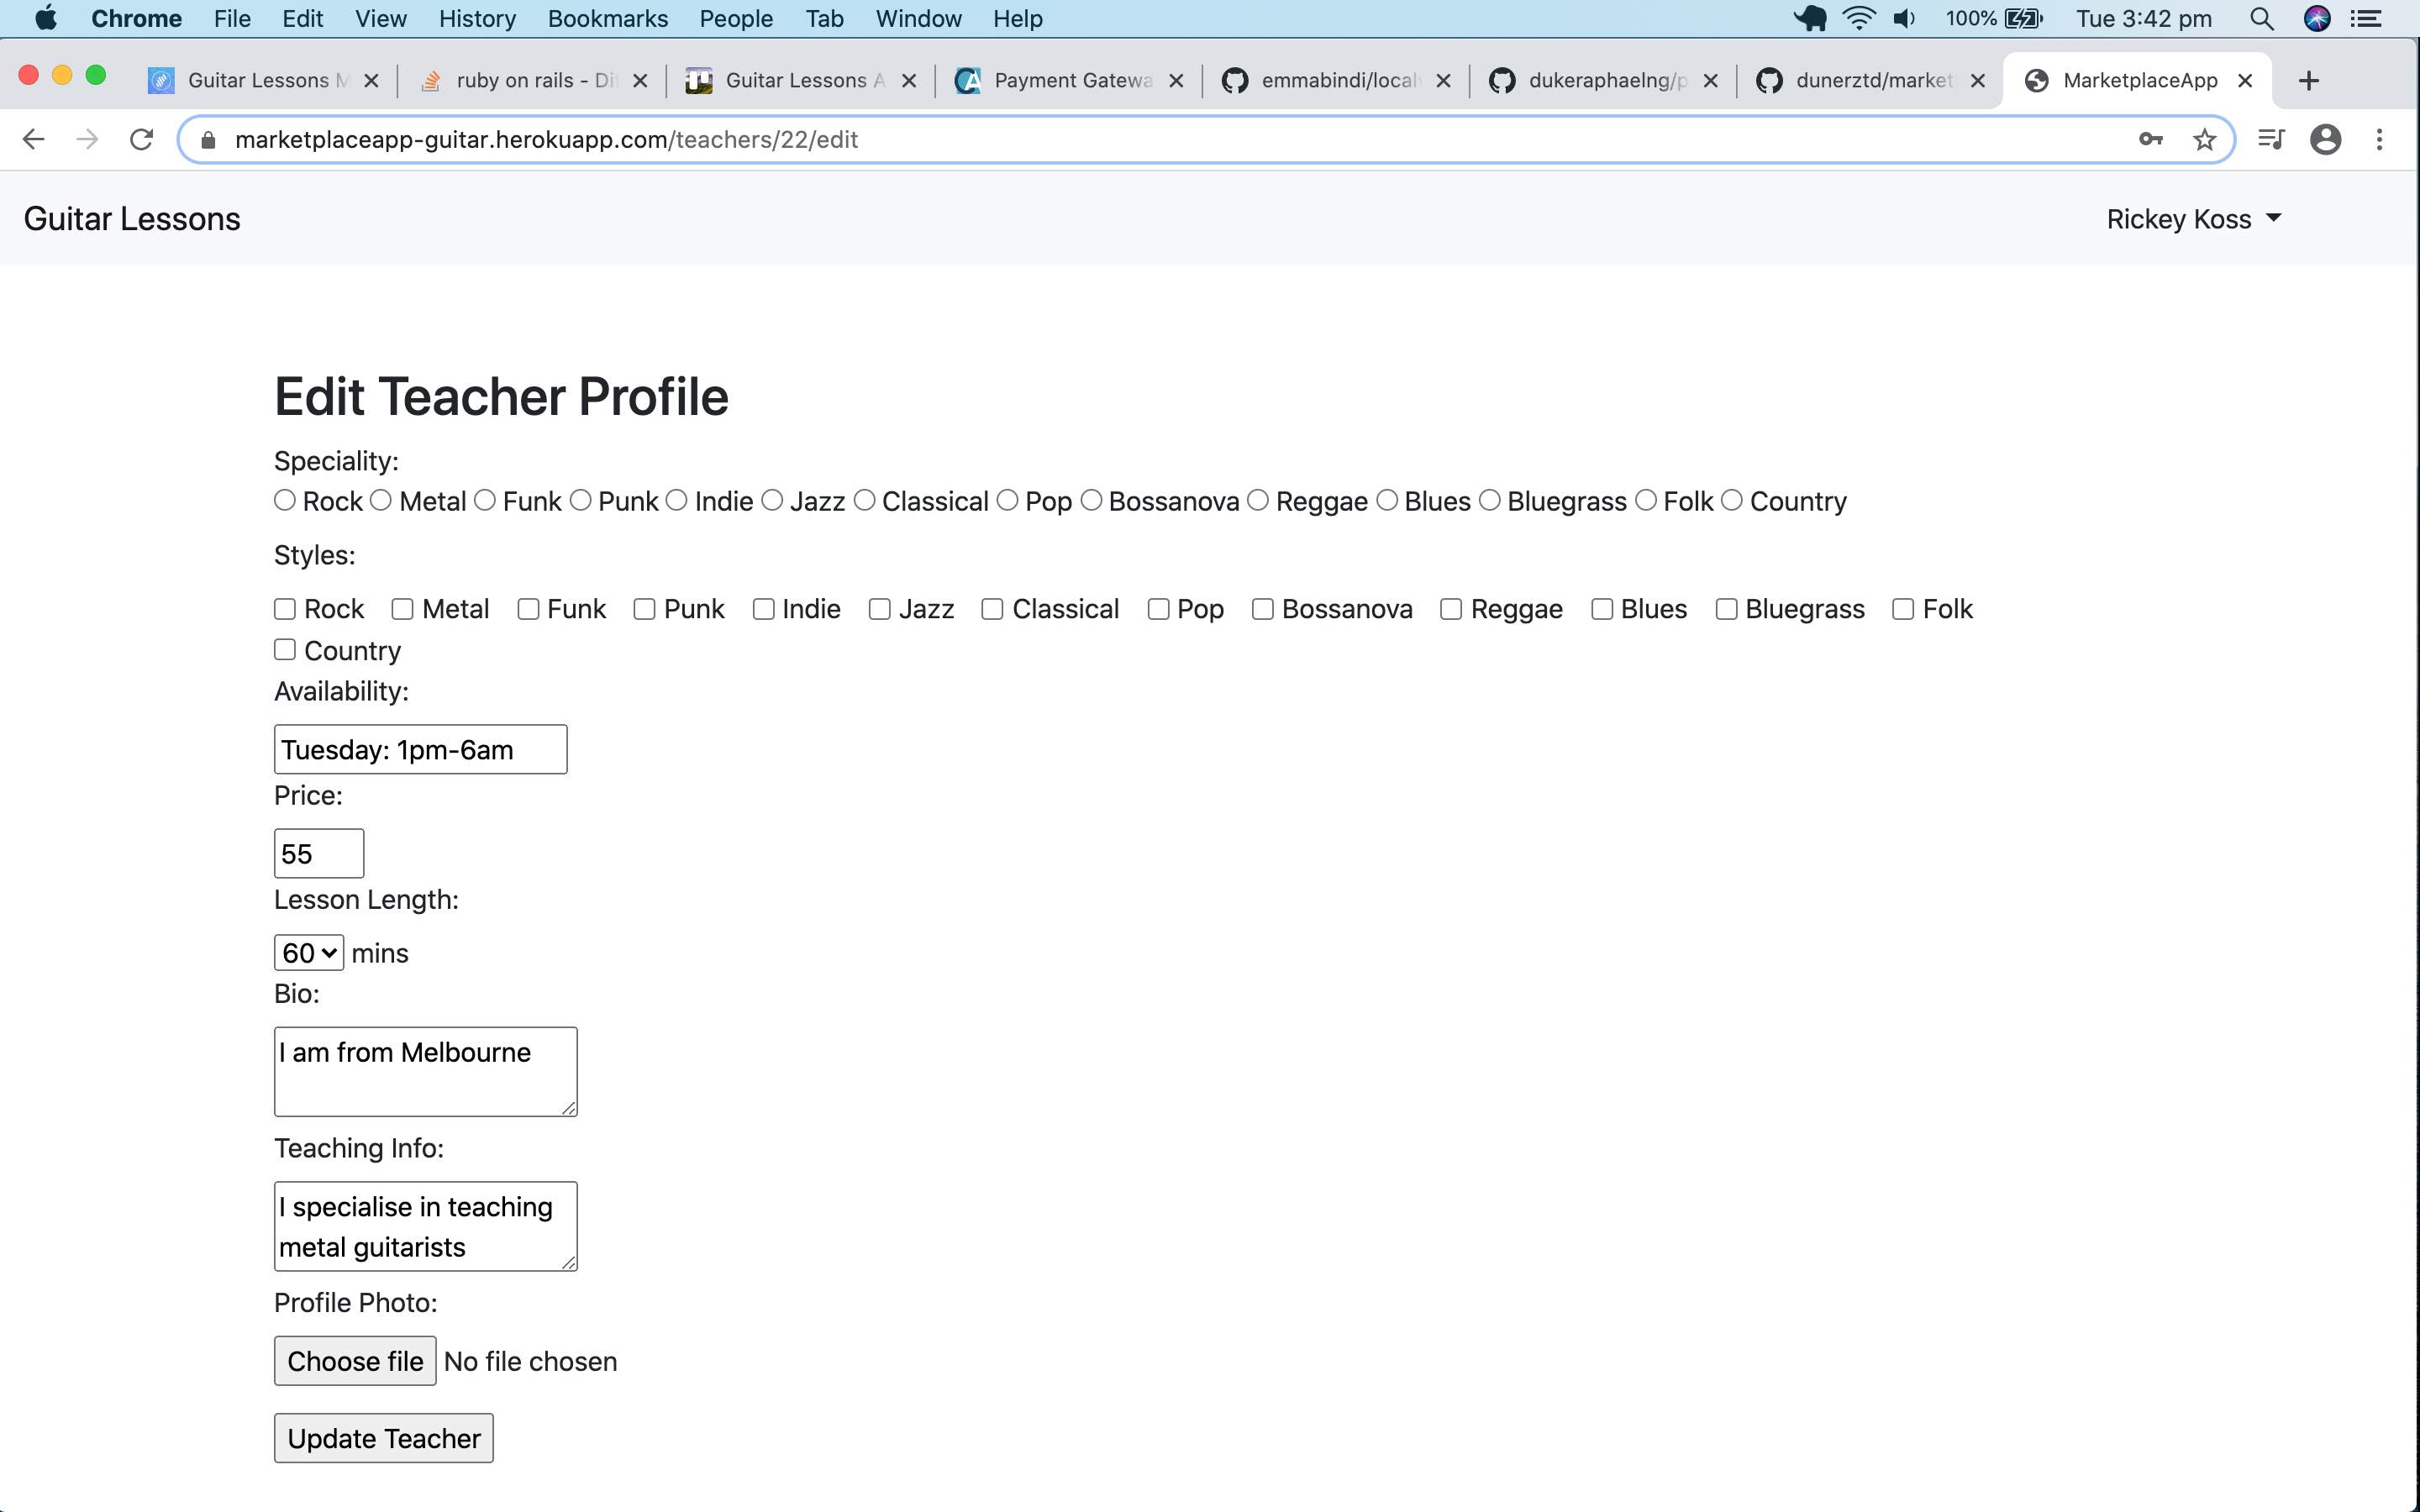 Chrome File Edit View History Bookmarks People Tab Window Help 100% Tue 3:42 pm
Guitar Lessons M ruby on rails - Di Guitar Lessons A Payment Gatewa emmabindi/local dukeraphaelng/p dunerztd/market MarketplaceApp
marketplaceapp-guitar.herokuapp.com/teachers/22/edit
Guitar Lessons Rickey Koss
Edit Teacher Profile
Speciality:
Rock Metal Funk Punk Indie Jazz Classical Pop Bossanova Reggae Blues Bluegrass Folk Country
Styles:
Rock Metal Funk Punk Indie Jazz Classical Pop Bossanova Reggae Blues Bluegrass Folk
Country
Availability:
Tuesday: 1pm-6am
Price:
55
Lesson Length:
60 mins
Bio:
I am from Melbourne
Teaching Info:
I specialise in teaching
metal guitarists
Profile Photo:
Choose file No file chosen
Update Teacher